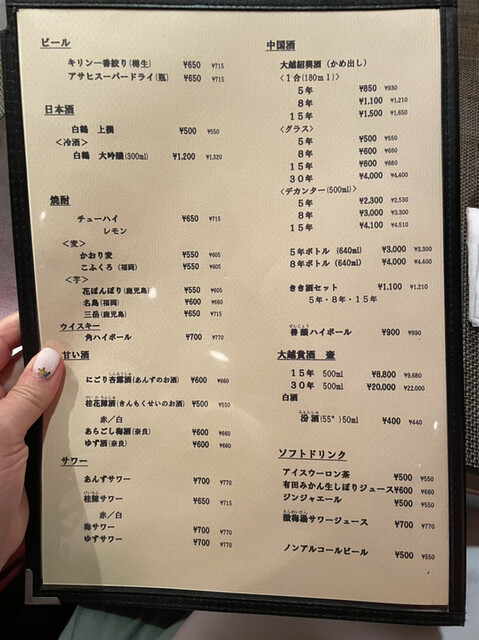 ビール
キリン一番絞り(樽生) ¥650 ¥715
アサヒスーパードライ(瓶) ¥650 ¥715
日本酒
白鶴 上撰 ¥500 ¥550
<冷酒>
白鶴 大吟醸(300ml) ¥1,200 ¥1,320
焼酎
チューハイ ¥650 ¥715
レモン
<麦>
かおり麦 ¥550 ¥605
こふくろ(福岡) ¥550 ¥605
<芋>
花ぼんぼり(鹿児島) ¥550 ¥605
名島(福岡) ¥600 ¥660
三岳(鹿児島) ¥650 ¥715
ウイスキー
角ハイボール ¥700 ¥770
甘い酒
にごり杏露酒(あんずのお酒) ¥600 ¥660
桂花陳酒(きんもくせいのお酒) ¥500 ¥550
赤/白
あらごし梅酒(奈良) ¥600 ¥660
ゆず酒(奈良) ¥600 ¥660
サワー
あんずサワー ¥700 ¥770
桂陳サワー ¥650 ¥715
赤/白
梅サワー ¥700 ¥770
ゆずサワー ¥700 ¥770
中国酒
大越紹興酒(かめ出し)
<1合(180ml)>
5年 ¥850 ¥930
8年 ¥1,100 ¥1,210
15年 ¥1,500 ¥1,650
<グラス>
5年 ¥500 ¥550
8年 ¥600 ¥660
15年 ¥800 ¥880
30年 ¥4,000 ¥4,400
<デカンター(500ml)>
5年 ¥2,300 ¥2,530
8年 ¥3,000 ¥3,300
15年 ¥4,100 ¥4,510
5年ボトル (640ml) ¥3,000 ¥3,300
8年ボトル (640ml) ¥4,000 ¥4,400
きき酒セット ¥1,100 ¥1,210
5年・8年・15年
善醸ハイボール ¥900 ¥990
大越貴酒 壷
15年 500ml ¥8,800 ¥9,680
30年 500ml ¥20,000 ¥22,000
白酒
汾酒(55°)50ml ¥400 ¥440
ソフトドリンク
アイスウーロン茶 ¥500 ¥550
有田みかん生しぼりジュース ¥600 ¥660
ジンジャエール ¥500 ¥550
酸梅湯サワージュース ¥700 ¥770
ノンアルコールビール ¥500 ¥550